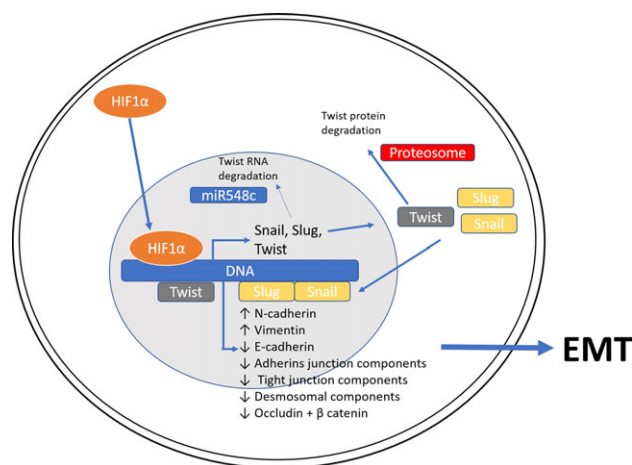 HIF1α
Twist protein
degradation
Proteosome
Twist RNA
degradation
miR548c
Slug
Twist
Snail
Snail, Slug,
Twist
HIF1α
DNA
Twist
Slug
Snail
↑ N-cadherin
↑ Vimentin
↓ E-cadherin
↓ Adherins junction components
↓ Tight junction components
↓ Desmosomal components
↓ Occludin + β catenin
EMT